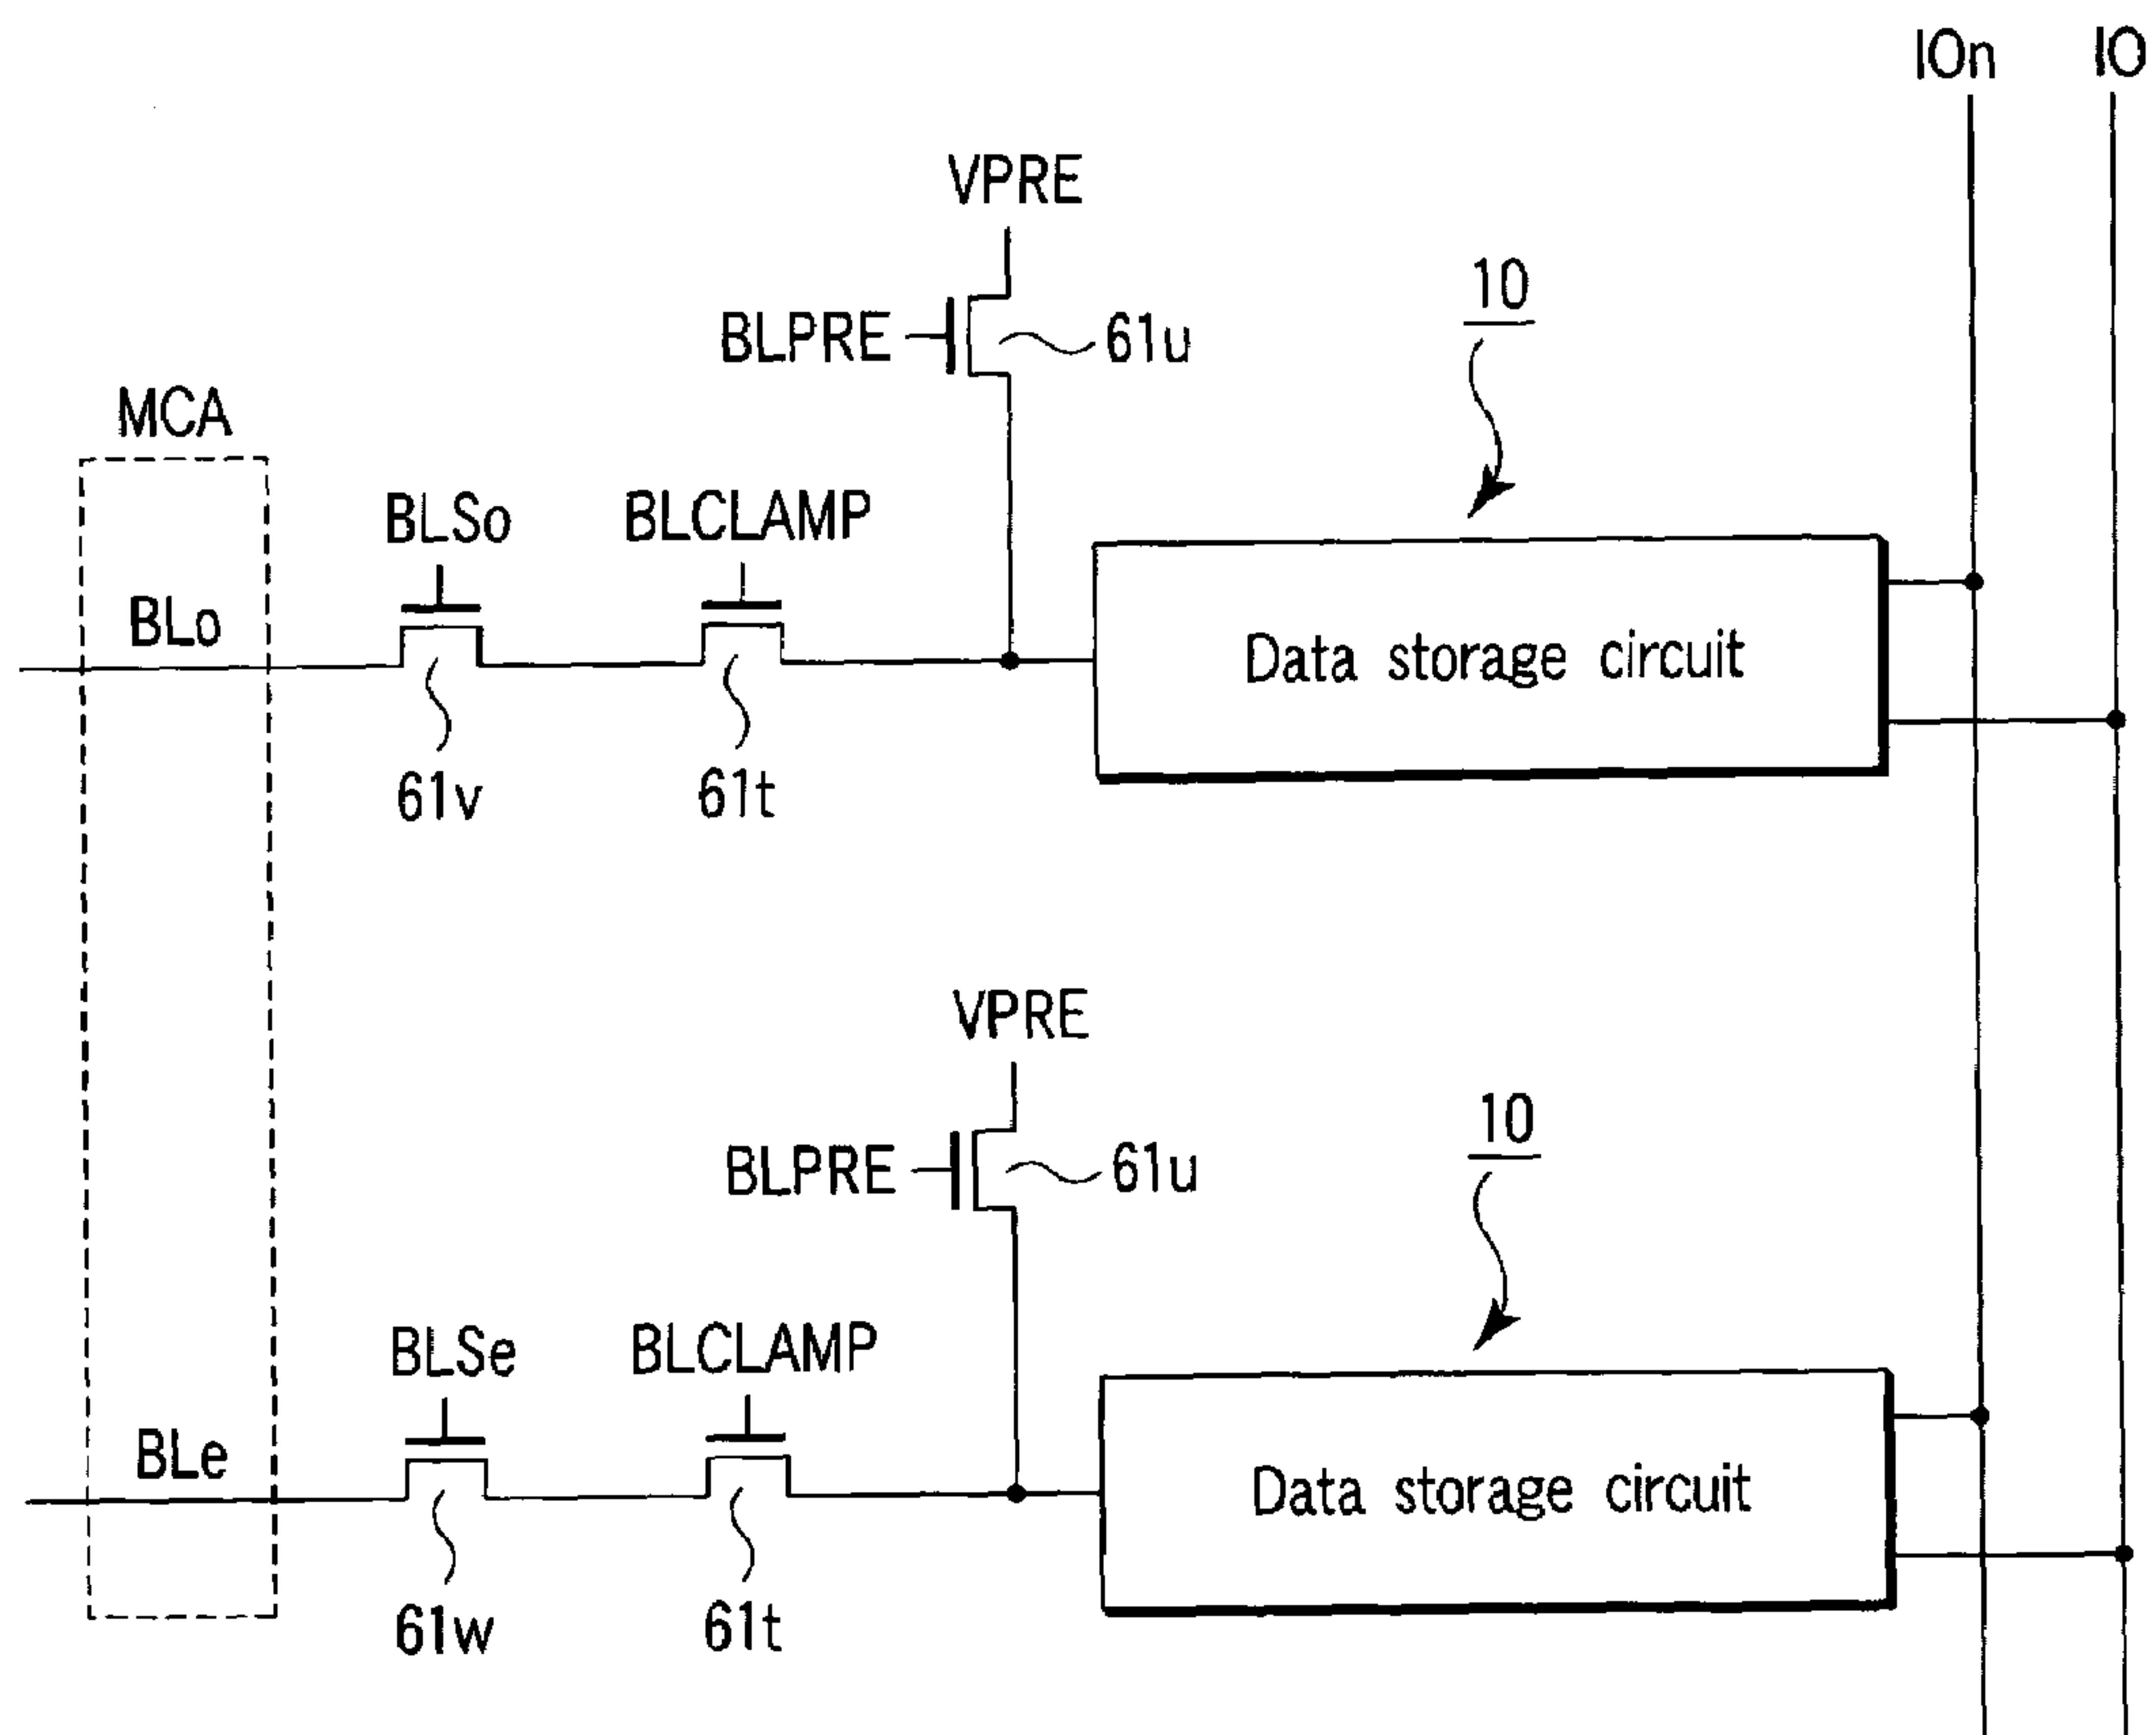 IOn
IO
VPRE
10
BLPRE
61u
MCA
BLSo
BLCLAMP
BLo
Data storage circuit
61v
61t
VPRE
10
BLPRE
61u
BLSe
BLCLAMP
BLe
Data storage circuit
61w
61t